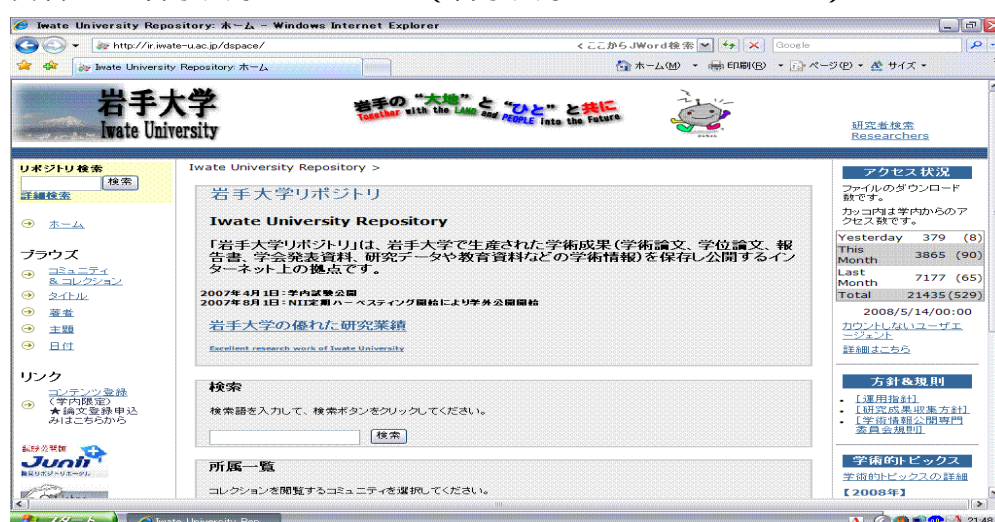 Iwate University Repository: ホーム - Windows Internet Explorer
http://ir.iwate-u.ac.jp/dspace/
<ここからJWord検索
Google
Iwate University Repository: ホーム
ホーム(M)
印刷(R)
ページ(P)
サイズ
岩手大学
Iwate University
岩手の “大地” と “ひと” と共に
Together with the LAND and PEOPLE Into the Future
研究者検索
Researchers
リポジトリ検索
検索
詳細検索
ホーム
ブラウズ
コミュニティ
&コレクション
タイトル
著者
主題
日付
リンク
コンテンツ登録
(学内限定)
★論文登録申込
みはこちらから
Junii
Iwate University Repository >
岩手大学リポジトリ
Iwate University Repository
「岩手大学リポジトリ」は、岩手大学で生産された学術成果(学術論文、学位論文、報
告書、学会発表資料、研究データや教育資料などの学術情報)を保存し公開するイン
ターネット上の拠点です。
2007年4月1日:学内試験公開
2007年8月1日:NII定期ハーベスティング開始により学外公開開始
岩手大学の優れた研究業績
Excellent research work of Iwate University
検索
検索語を入力して、検索ボタンをクリックしてください。
検索
所属一覧
コレクションを閲覧するコミュニティを選択してください。
アクセス状況
ファイルのダウンロード
数です。
カッコ内は学内からのア
クセス数です。
Yesterday 379 (8)
This Month 3865 (90)
Last Month 7177 (65)
Total 21435(529)
2008/5/14/00:00
カウントしないユーザエ
ージェント
詳細はこちら
方針&規則
[運用指針]
[研究成果収集方針]
[学術情報公開専門
委員会規則]
学術的トピックス
学術的トピックスの詳細
【2008年】
スタート
Iwate University Rep...
21:48